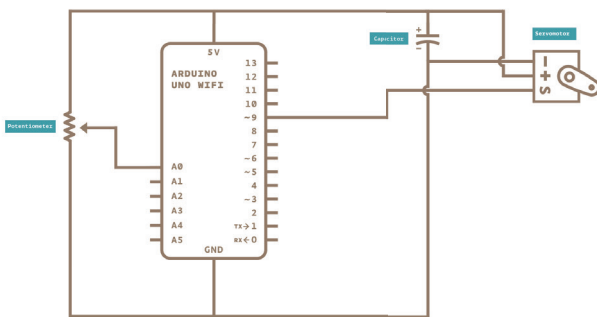 5V
ARDUINO
UNO WIFI
13
12
11
10
~9
8
7
~6
~5
4
~3
2
TX→1
RX←0
A0
A1
A2
A3
A4
A5
GND
Potentiometer
+
Capcitor
−
Servomotor
−
+
S